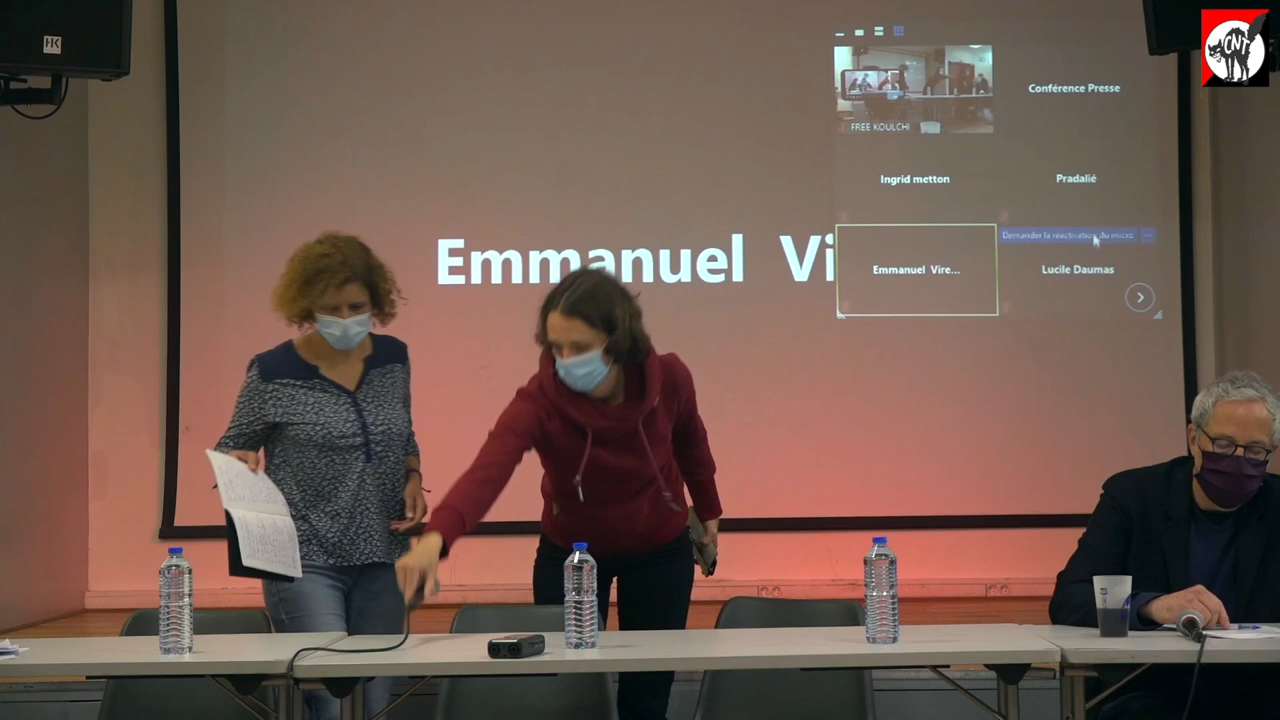 HK
CNT
FREE KOULCHI
Conférence Presse
Ingrid metton
Pradalié
Emmanuel Vi
Demander la réactivation du micro
Emmanuel Vire...
Lucile Daumas